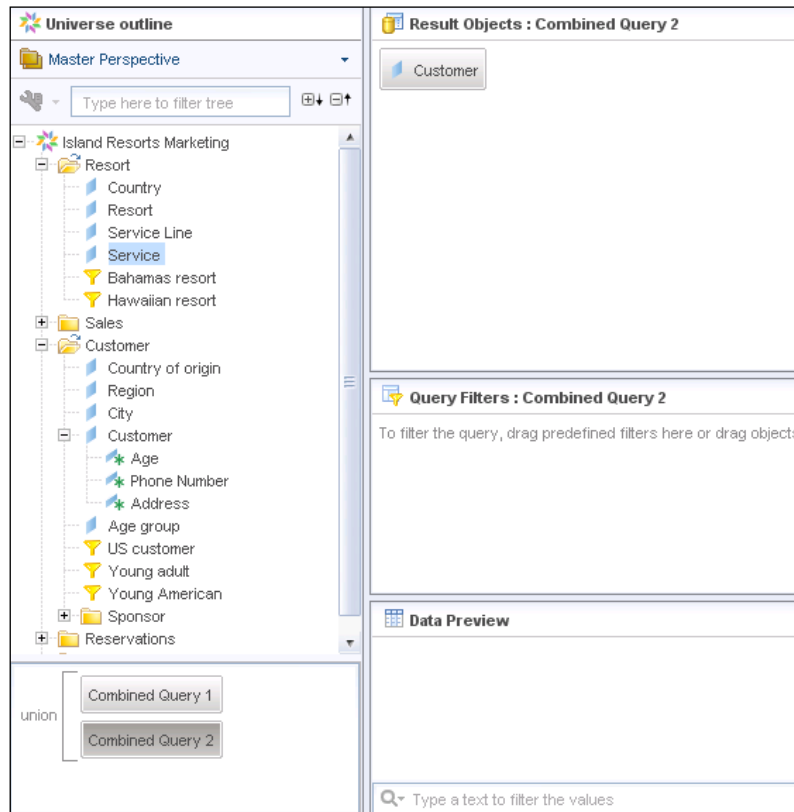 Universe outline
Master Perspective
Type here to filter tree
Island Resorts Marketing
Resort
Country
Resort
Service Line
Service
Bahamas resort
Hawaiian resort
Sales
Customer
Country of origin
Region
City
Customer
Age
Phone Number
Address
Age group
US customer
Young adult
Young American
Sponsor
Reservations
union
Combined Query 1
Combined Query 2
Result Objects : Combined Query 2
Customer
Query Filters : Combined Query 2
To filter the query, drag predefined filters here or drag objects
Data Preview
Type a text to filter the values